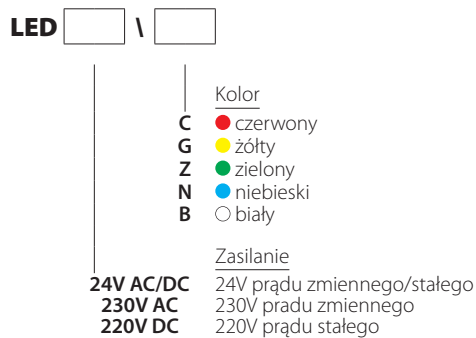 LED \
Kolor
C czerwony
G żółty
Z zielony
N niebieski
B biały
Zasilanie
24V AC/DC 24V prądu zmiennego/stałego
230V AC 230V pradu zmiennego
220V DC 220V prądu stałego